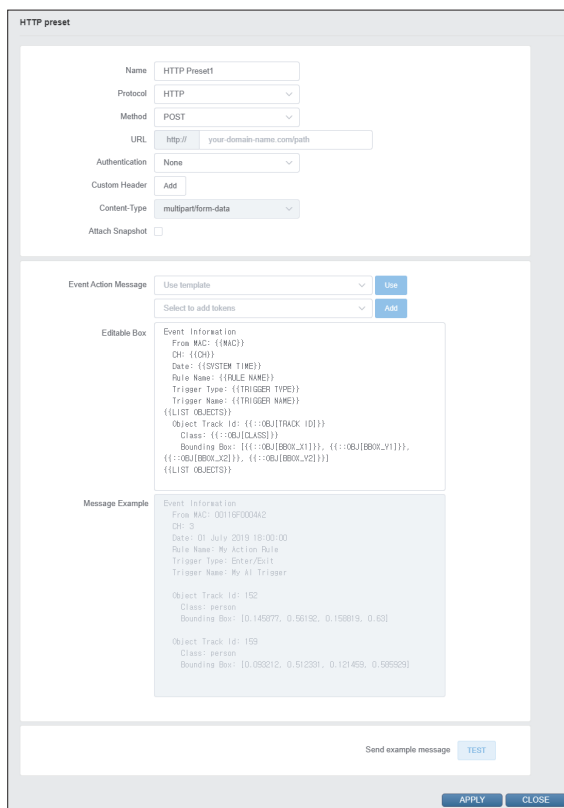 HTTP preset
Name HTTP Preset1
Protocol HTTP
Method POST
URL http:// your-domain-name.com/path
Authentication None
Custom Header Add
Content-Type multipart/form-data
Attach Snapshot
Event Action Message Use template Use
Select to add tokens Add
Editable Box Event Information
From MAC: {{MAC}}
CH: {{CH}}
Date: {{SYSTEM TIME}}
Rule Name: {{RULE NAME}}
Trigger Type: {{TRIGGER TYPE}}
Trigger Name: {{TRIGGER NAME}}
{{LIST OBJECTS}}
Object Track Id: {{::OBJ[TRACK ID]}}
Class: {{::OBJ[CLASS]}}
Bounding Box: [{{::OBJ[BBOX_X1]}}, {{::OBJ[BBOX_Y1]}},
{{::OBJ[BBOX_X2]}}, {{::OBJ[BBOX_Y2]}}]
{{LIST OBJECTS}}
Message Example Event Information
From MAC: 00116F0004A2
CH: 3
Date: 01 July 2019 18:00:00
Rule Name: My Action Rule
Trigger Type: Enter/Exit
Trigger Name: My AI Trigger
Object Track Id: 152
Class: person
Bounding Box: [0.145877, 0.56192, 0.158819, 0.63]
Object Track Id: 159
Class: person
Bounding Box: [0.093212, 0.512331, 0.121459, 0.585929]
Send example message TEST
APPLY CLOSE